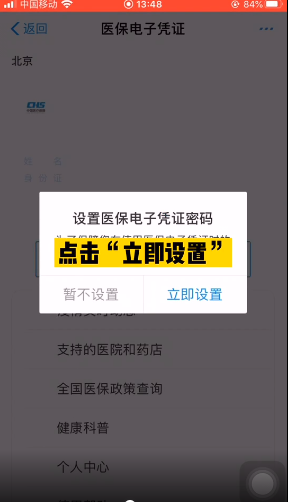 中国移动
13:48
84%
返回
医保电子凭证
北京
CHS
设置医保电子凭证密码
点击“立即设置”
暂不设置
立即设置
支持的医院和药店
全国医保政策查询
健康科普
个人中心